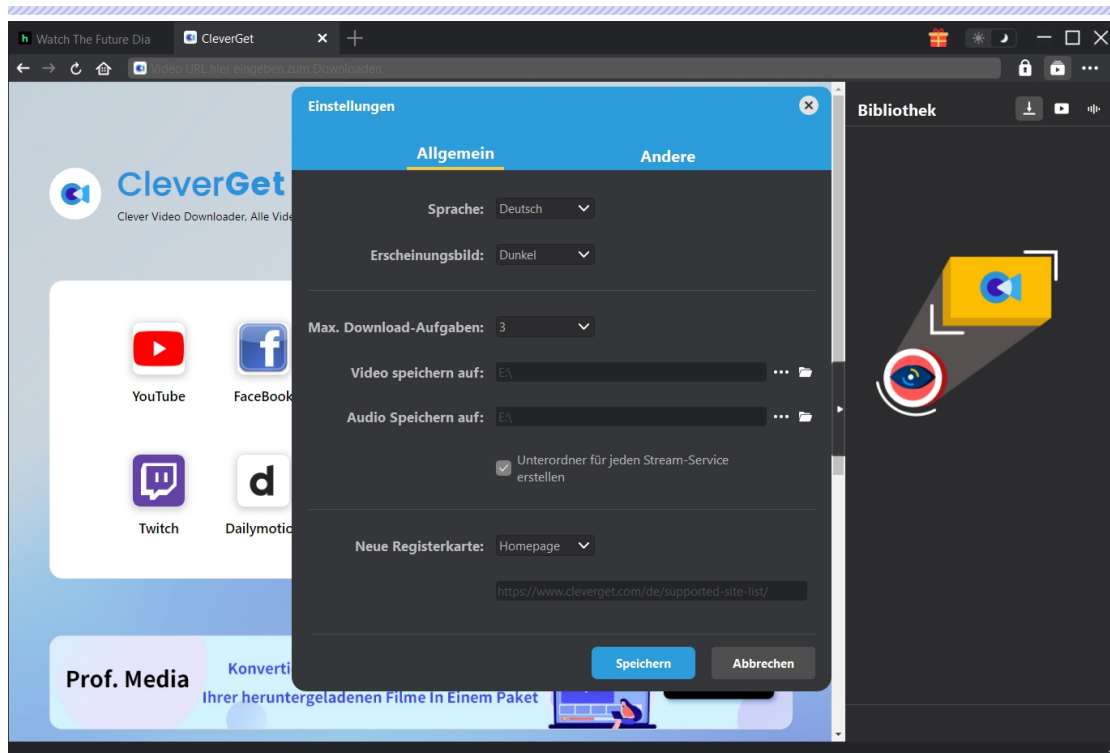 Watch The Future Dia
CleverGet
Video URL hier eingeben zum Downloaden
Einstellungen
Bibliothek
Allgemein
Andere
CleverGet
Clever Video Downloader. Alle Vide
Sprache: Deutsch
Erscheinungsbild: Dunkel
Max. Download-Aufgaben: 3
Video speichern auf: E:\
Audio Speichern auf: E:\
Unterordner für jeden Stream-Service
erstellen
YouTube
FaceBook
Twitch
Dailymotio
Neue Registerkarte: Homepage
https://www.cleverget.com/de/supported-site-list/
Speichern
Abbrechen
Prof. Media
Konverti
Ihrer heruntergeladenen Filme In Einem Paket